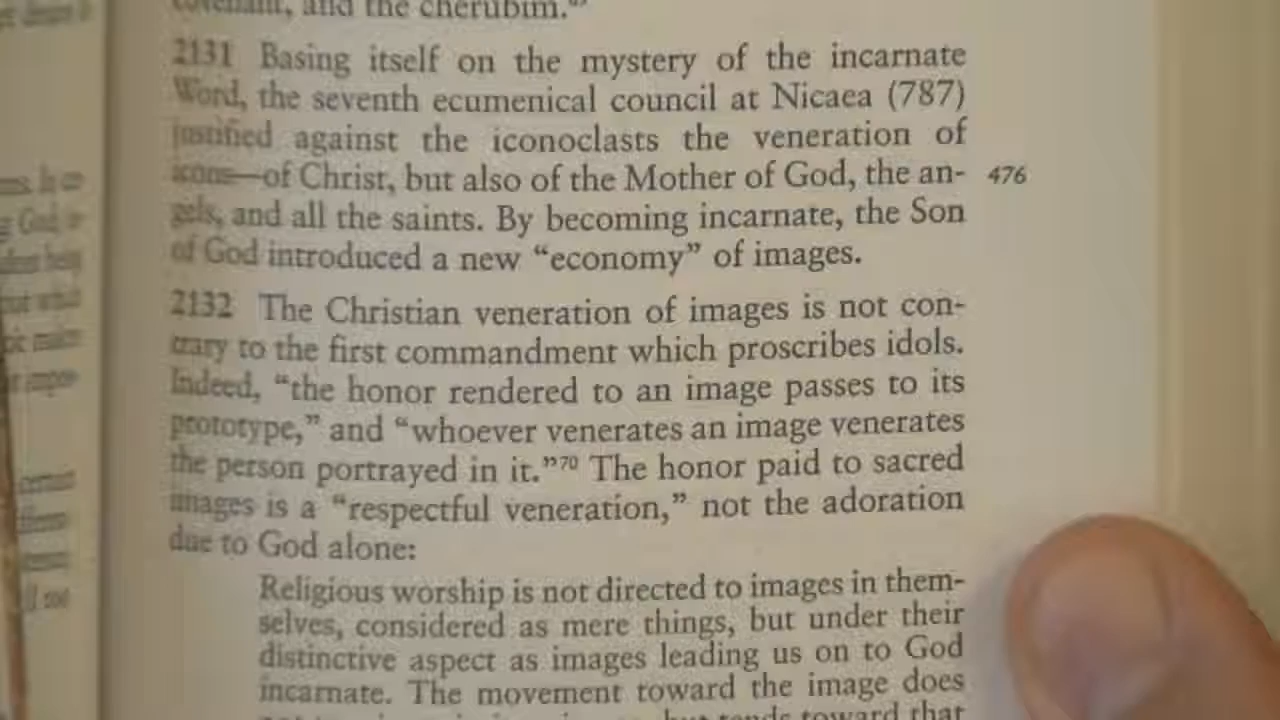 covenant, and the cherubim."
2131 Basing itself on the mystery of the incarnate
Word, the seventh ecumenical council at Nicaea (787)
justified against the iconoclasts the veneration of
icons—of Christ, but also of the Mother of God, the an- 476
gels, and all the saints. By becoming incarnate, the Son
of God introduced a new “economy” of images.
2132 The Christian veneration of images is not con-
trary to the first commandment which proscribes idols.
Indeed, “the honor rendered to an image passes to its
prototype,” and “whoever venerates an image venerates
the person portrayed in it.”70 The honor paid to sacred
images is a “respectful veneration,” not the adoration
due to God alone:
Religious worship is not directed to images in them-
selves, considered as mere things, but under their
distinctive aspect as images leading us on to God
incarnate. The movement toward the image does
but tends toward that